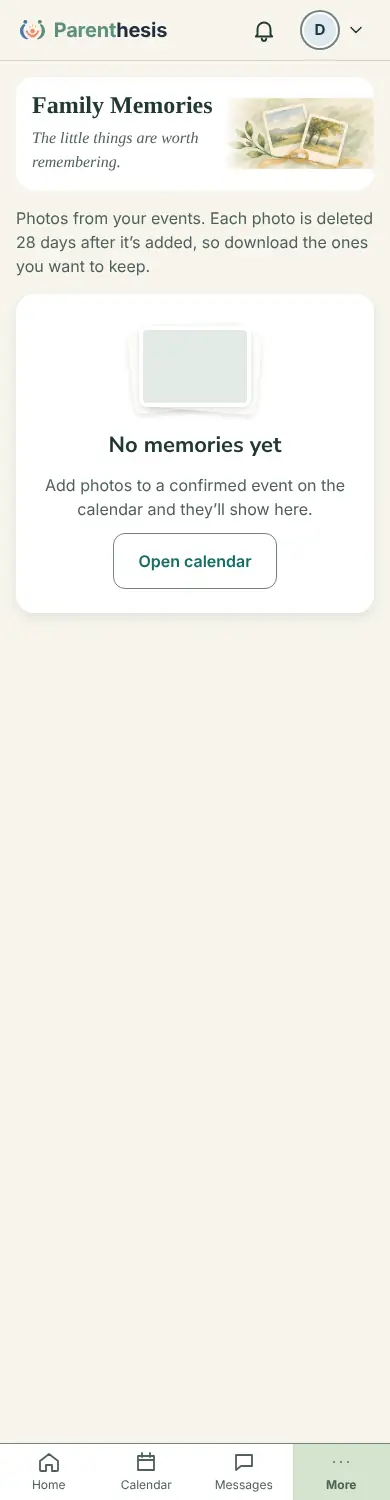 Parenthesis
D
Family Memories
The little things are worth
remembering.
Photos from your events. Each photo is deleted
28 days after it’s added, so download the ones
you want to keep.
No memories yet
Add photos to a confirmed event on the
calendar and they’ll show here.
Open calendar
Home
Calendar
Messages
More